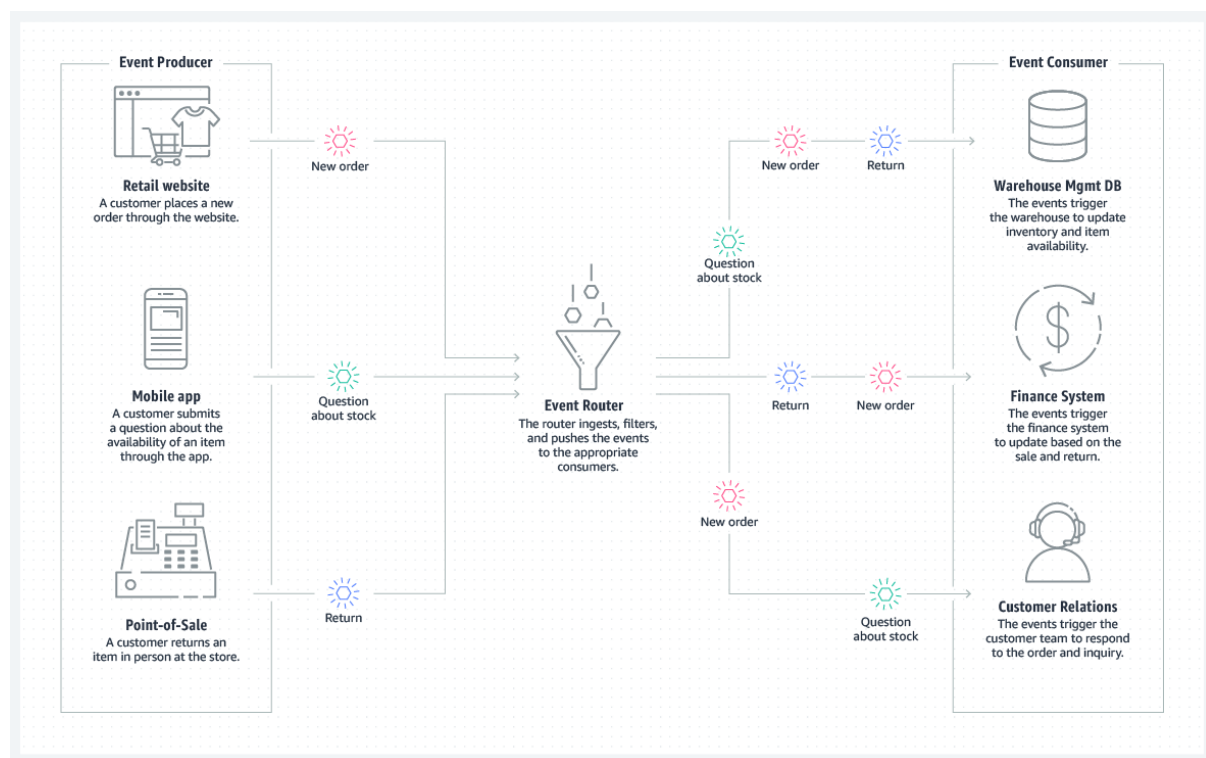 Event Producer
Retail website
A customer places a new
order through the website.
Mobile app
A customer submits
a question about the
availability of an item
through the app.
Point-of-Sale
A customer returns an
item in person at the store.
New order
Question
about stock
Return
Event Router
The router ingests, filters,
and pushes the events
to the appropriate
consumers.
New order
Return
Question
about stock
Return
New order
New order
Question
about stock
Event Consumer
Warehouse Mgmt DB
The events trigger
the warehouse to update
inventory and item
availability.
Finance System
The events trigger
the finance system
to update based on the
sale and return.
Customer Relations
The events trigger the
customer team to respond
to the order and inquiry.